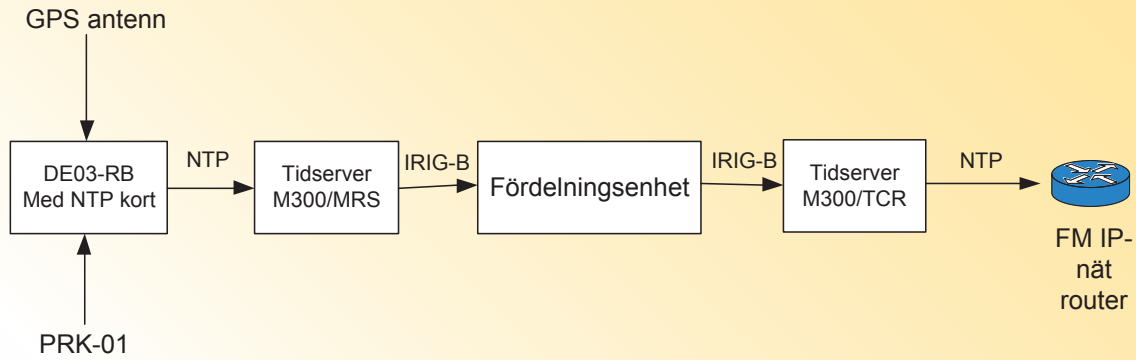 GPS antenn
DE03-RB
Med NTP kort
NTP
Tidserver
M300/MRS
IRIG-B
Fördelningsenhet
IRIG-B
Tidserver
M300/TCR
NTP
FM IP-
nät
router
PRK-01